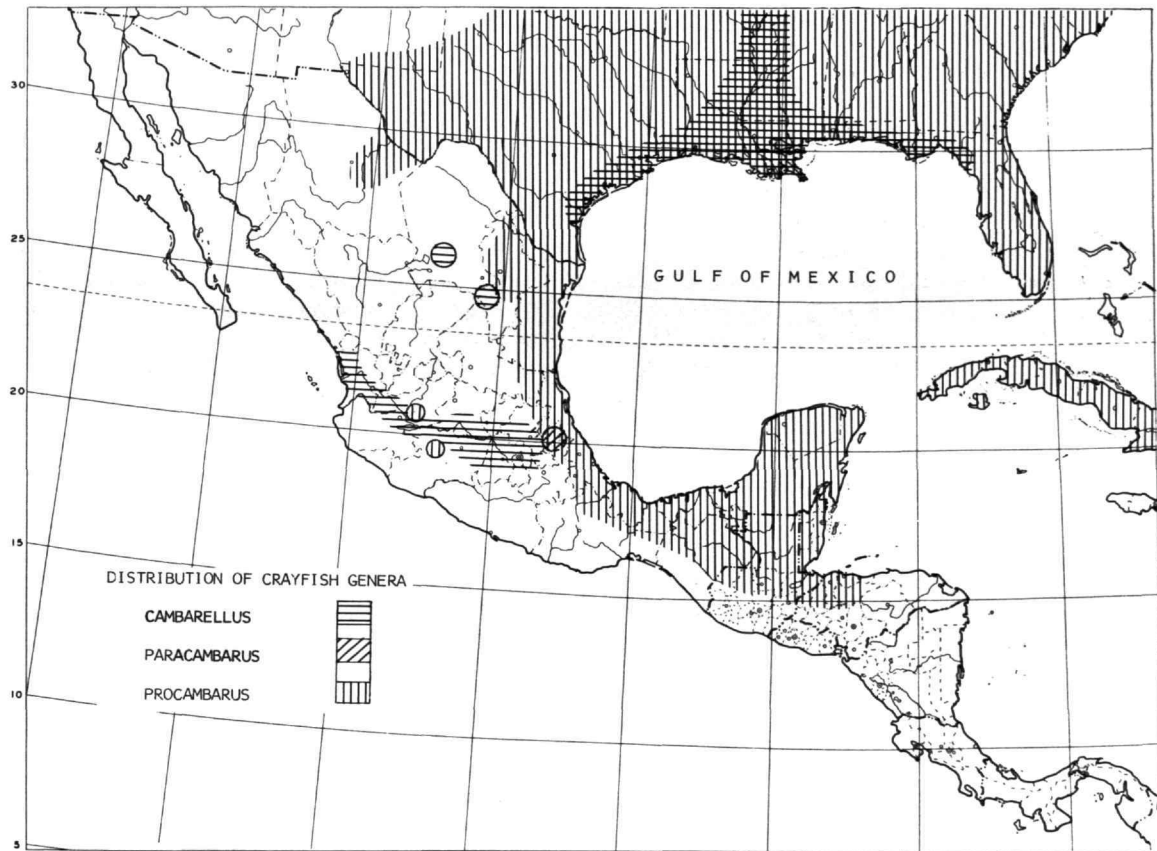 30
25
GULF OF MEXICO
20
15
DISTRIBUTION OF CRAYFISH GENERA
CAMBARELLUS
PARACAMBARUS
PROCAMBARUS
10
5